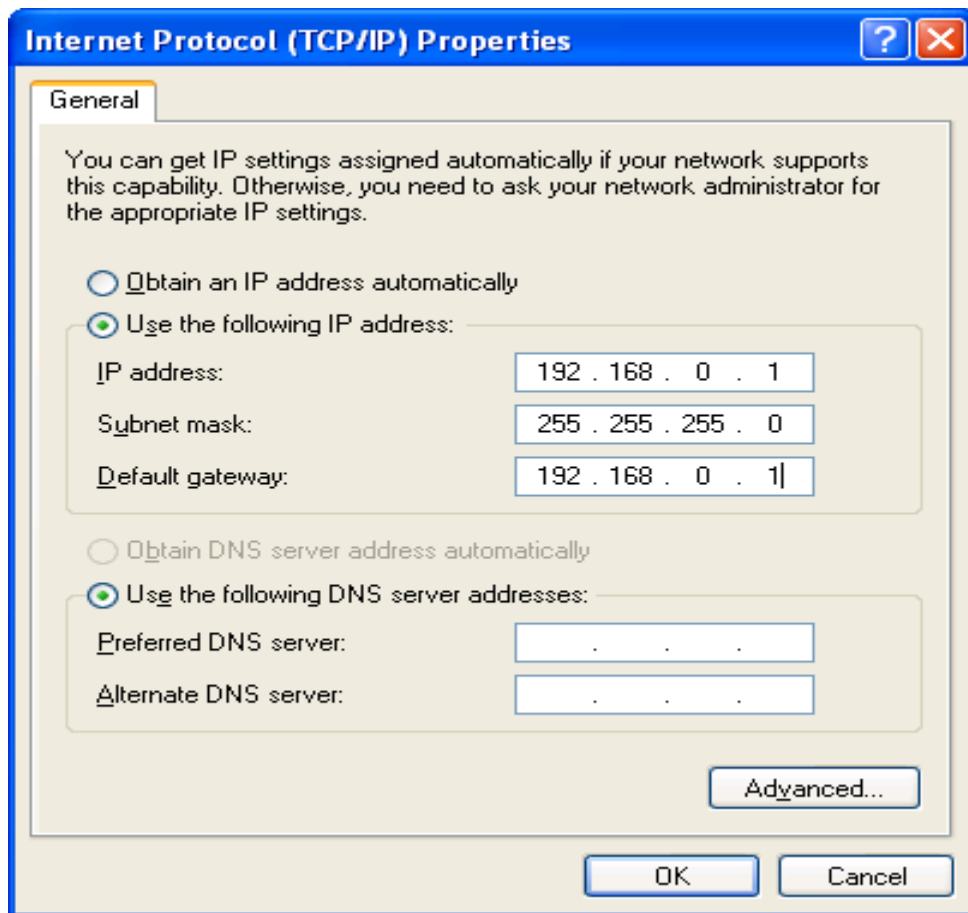 Internet Protocol (TCP/IP) Properties
General
You can get IP settings assigned automatically if your network supports
this capability. Otherwise, you need to ask your network administrator for
the appropriate IP settings.
Obtain an IP address automatically
Use the following IP address:
IP address: 192 . 168 . 0 . 1
Subnet mask: 255 . 255 . 255 . 0
Default gateway: 192 . 168 . 0 . 1
Obtain DNS server address automatically
Use the following DNS server addresses:
Preferred DNS server: . . .
Alternate DNS server: . . .
Advanced...
OK Cancel